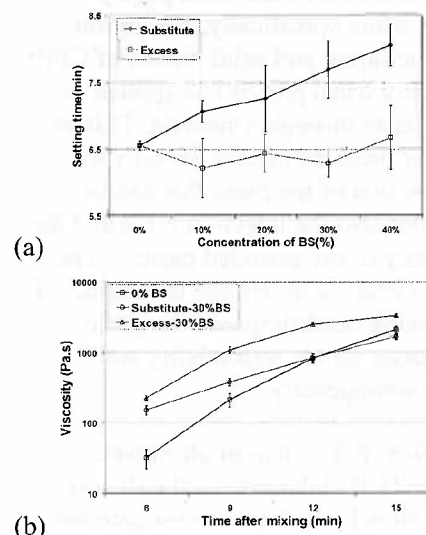 8.6
Substitute
Excess
7.5
6.5
5.5
Setting time(min)
0%
10%
20%
30%
40%
Concentration of BS(%)
(a)
10000
0% BS
Substitute-30%BS
Excess-30%BS
1000
100
10
Viscosity (Pa.s)
6
9
12
15
Time after mixing (min)
(b)